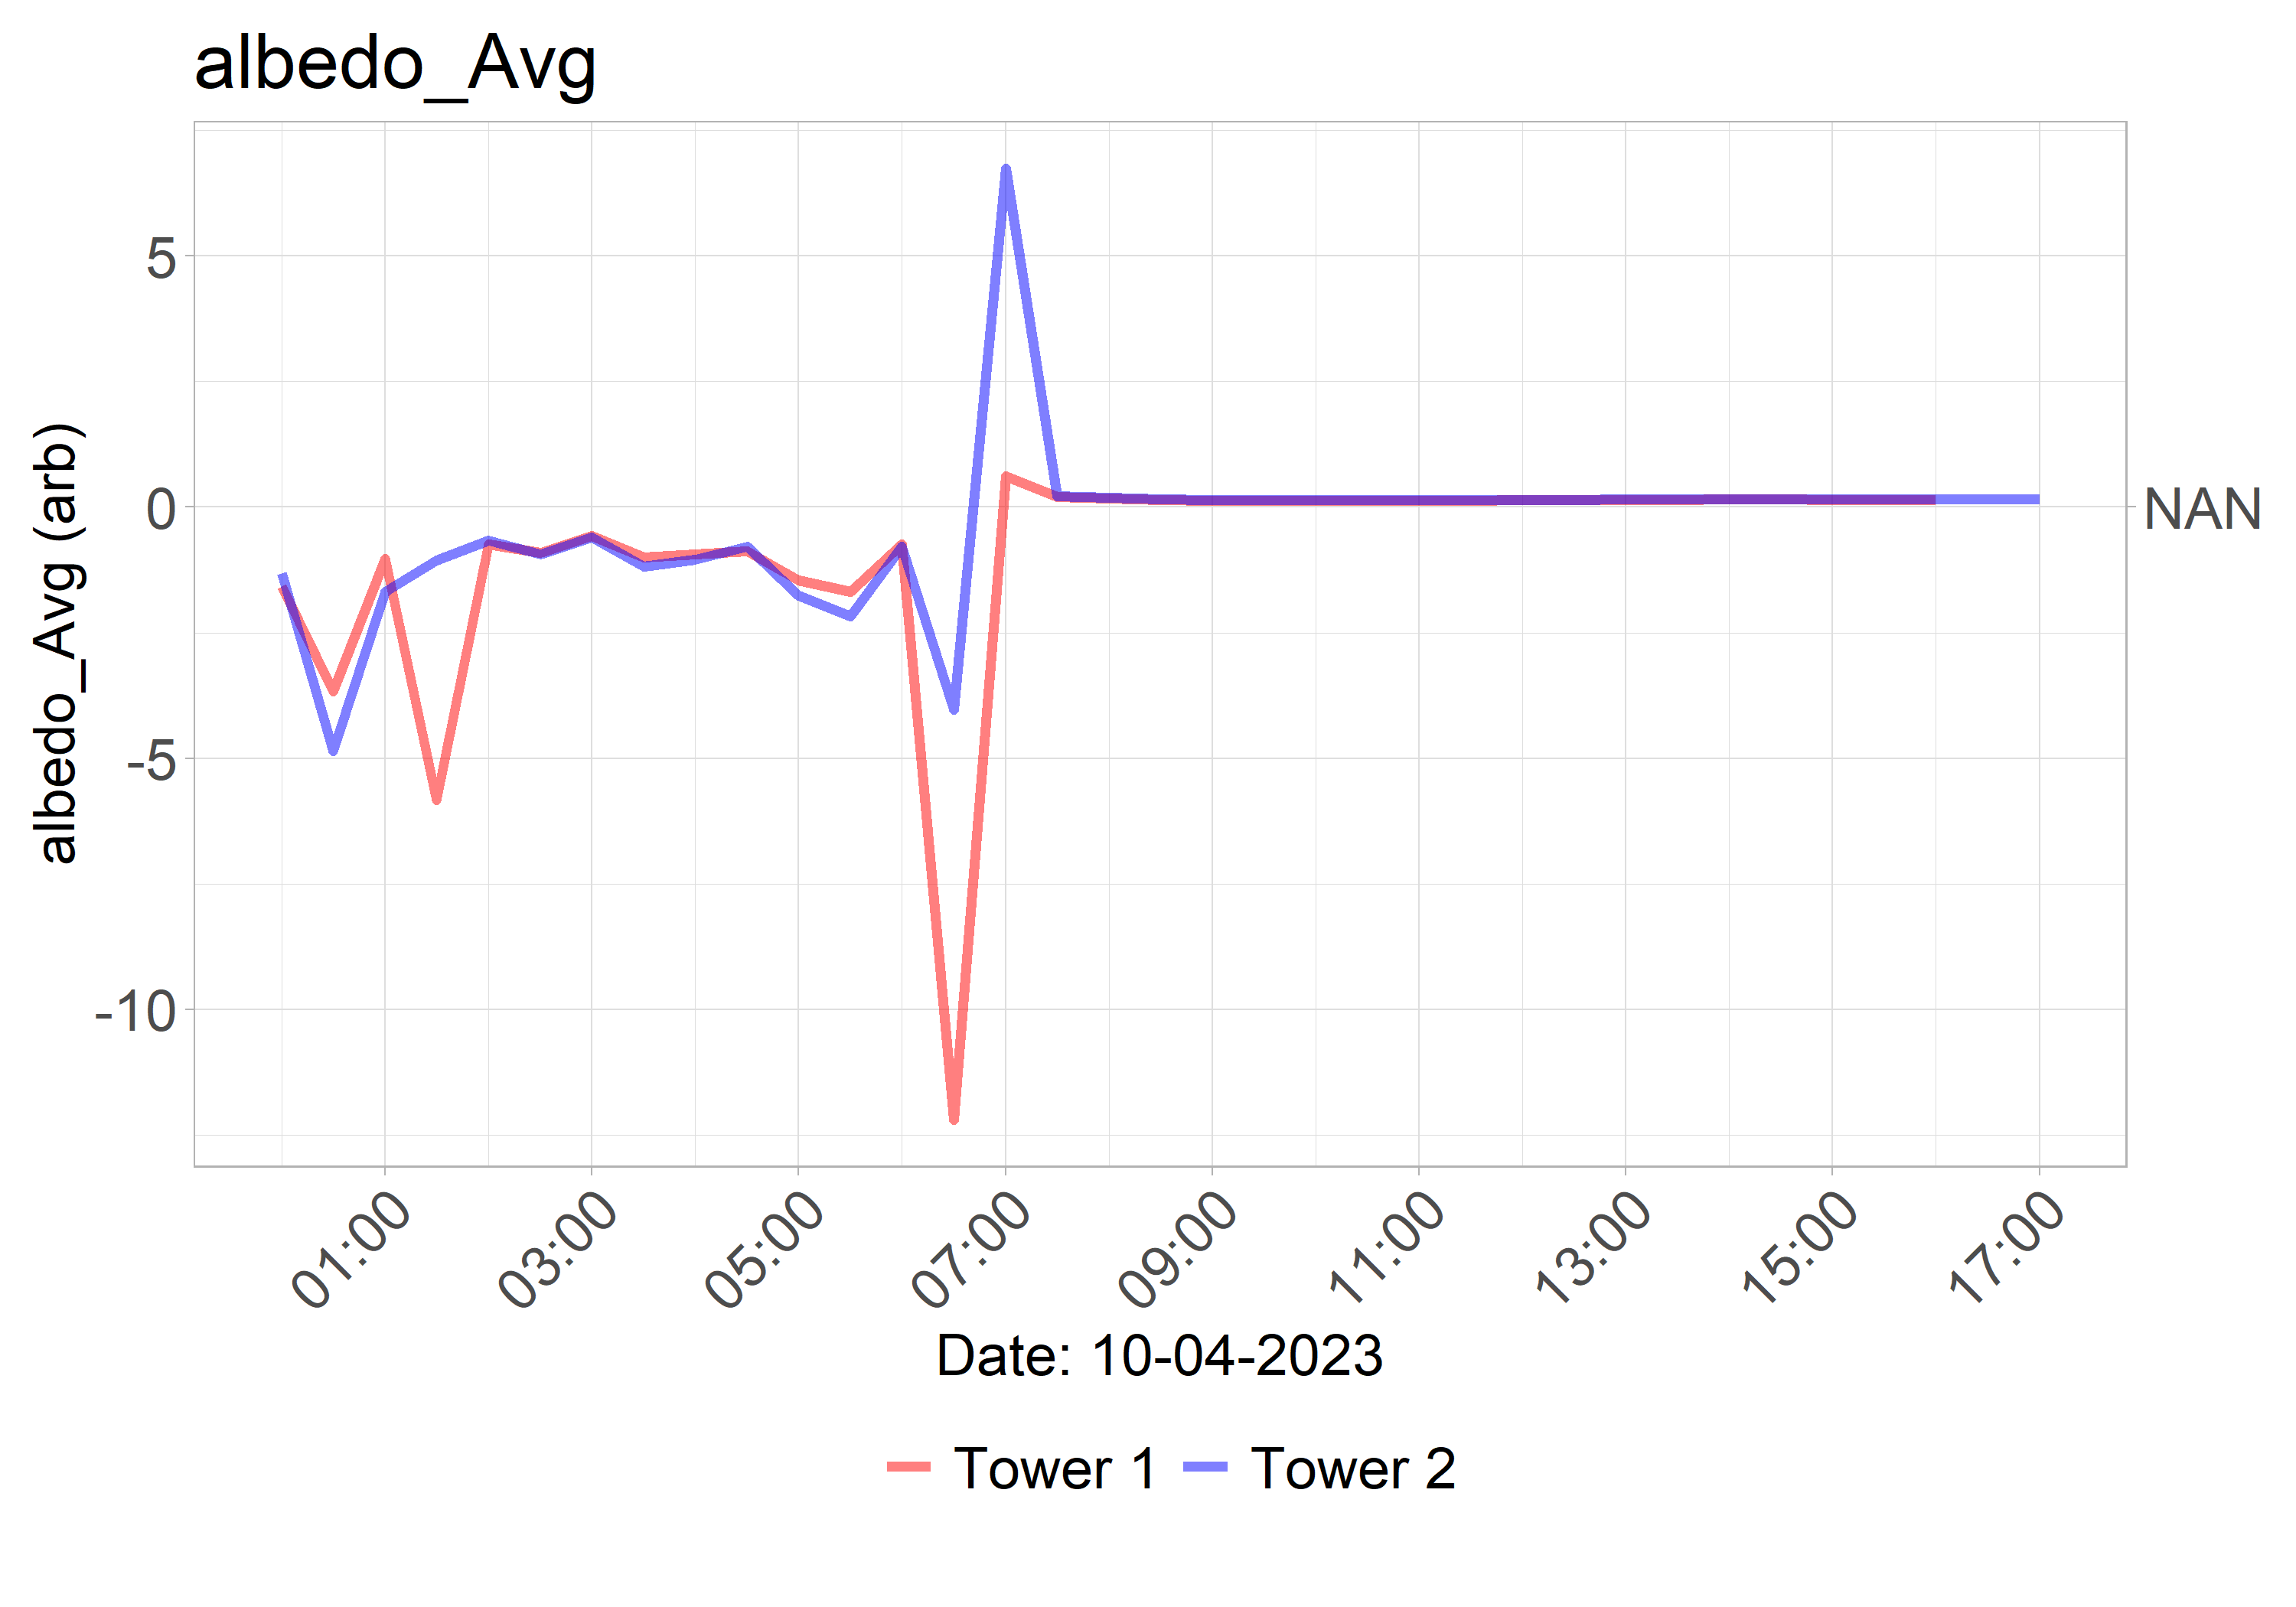 albedo_Avg
albedo_Avg (arb)
5
0
-5
-10
NAN
01:00 03:00 05:00 07:00 09:00 11:00 13:00 15:00 17:00
Date: 10-04-2023
Tower 1 Tower 2